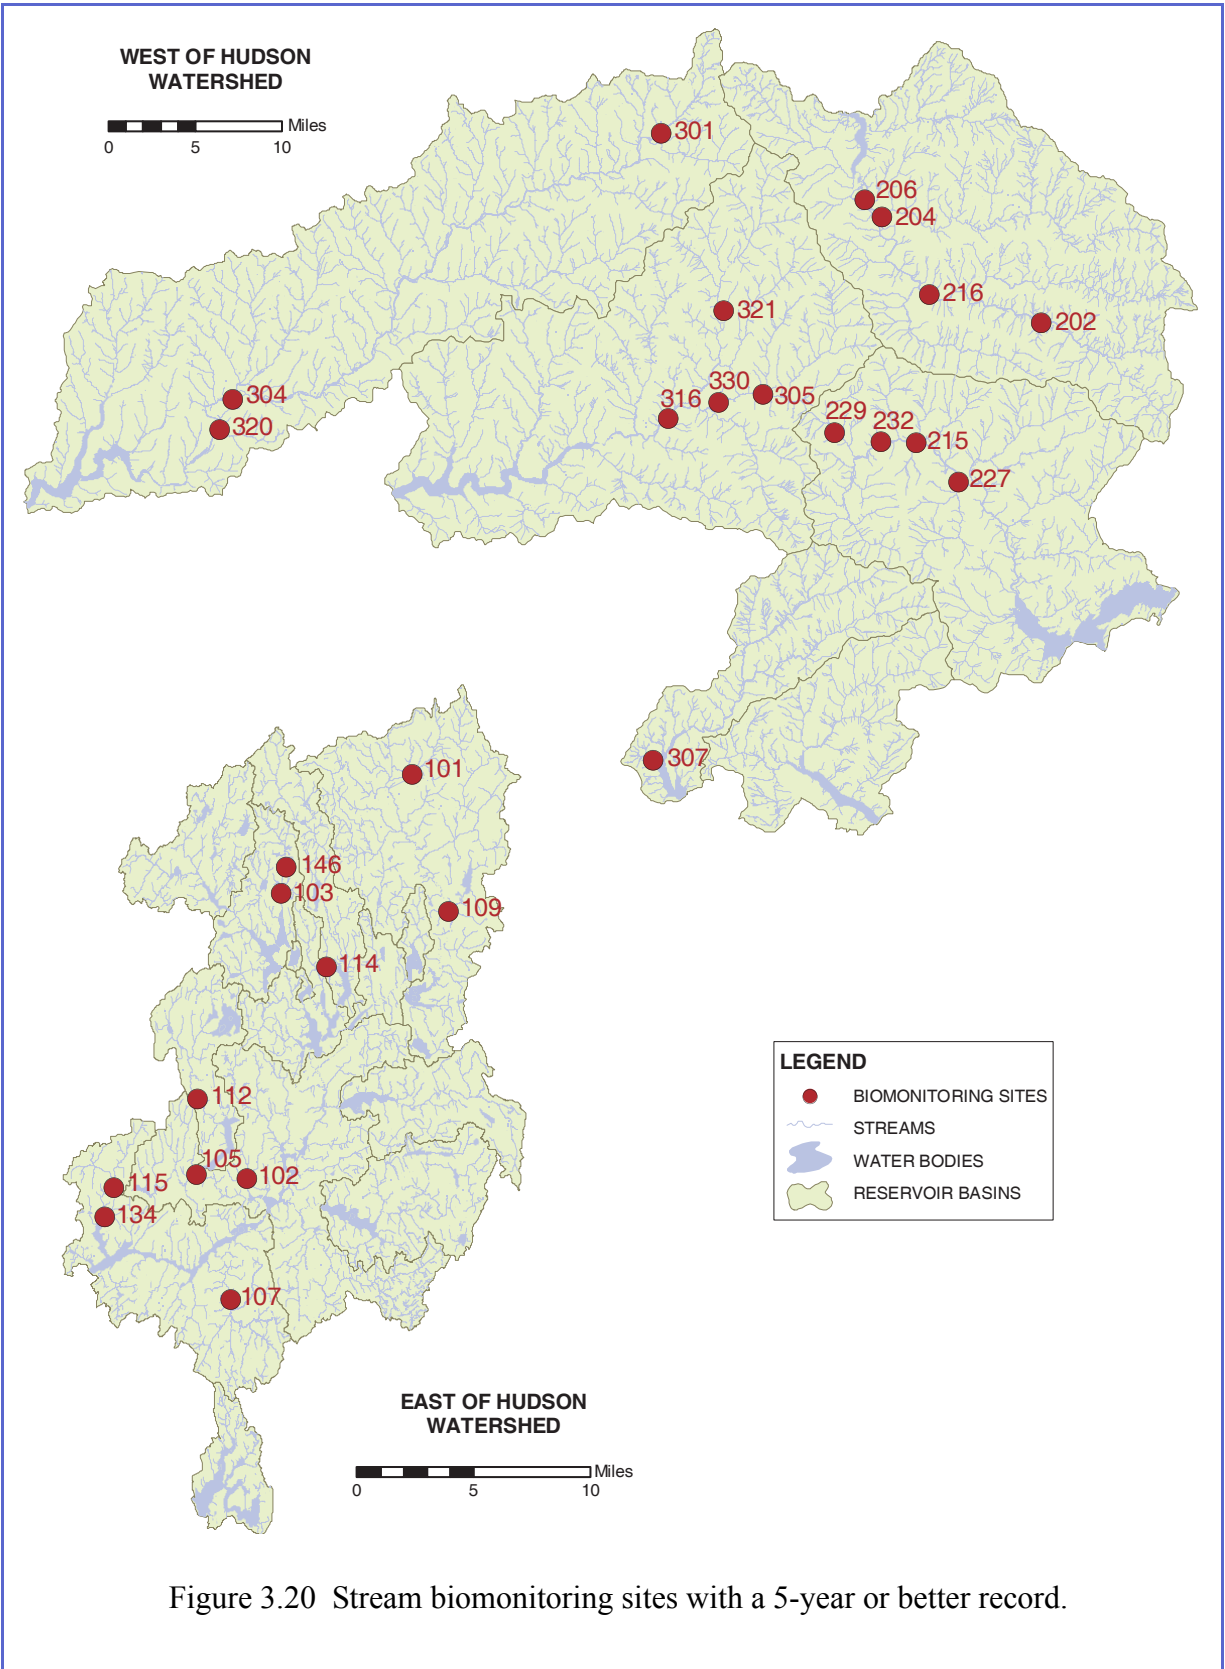 WEST OF HUDSON
WATERSHED
Miles
0 5 10
301
206
204
216
202
321
330
305
316
304
320
229
232
215
227
307
101
146
103
109
114
112
105
102
115
134
107
LEGEND
BIOMONITORING SITES
STREAMS
WATER BODIES
RESERVOIR BASINS
EAST OF HUDSON
WATERSHED
Miles
0 5 10
Figure 3.20 Stream biomonitoring sites with a 5-year or better record.